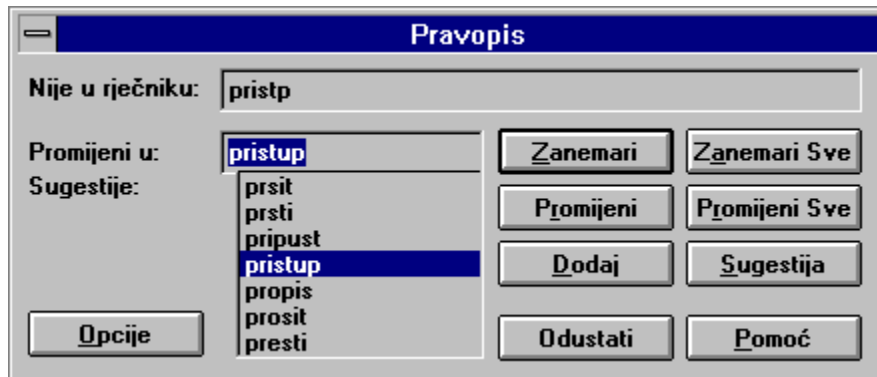 Pravopis
Nije u rječniku: pristp
Promijeni u: pristup Zanemari Zanemari Sve
Sugestije: prsit
prsti Promijeni Promijeni Sve
pripust
pristup Dodaj Sugestija
propis
prosit
Opcije presti Odustati Pomoć